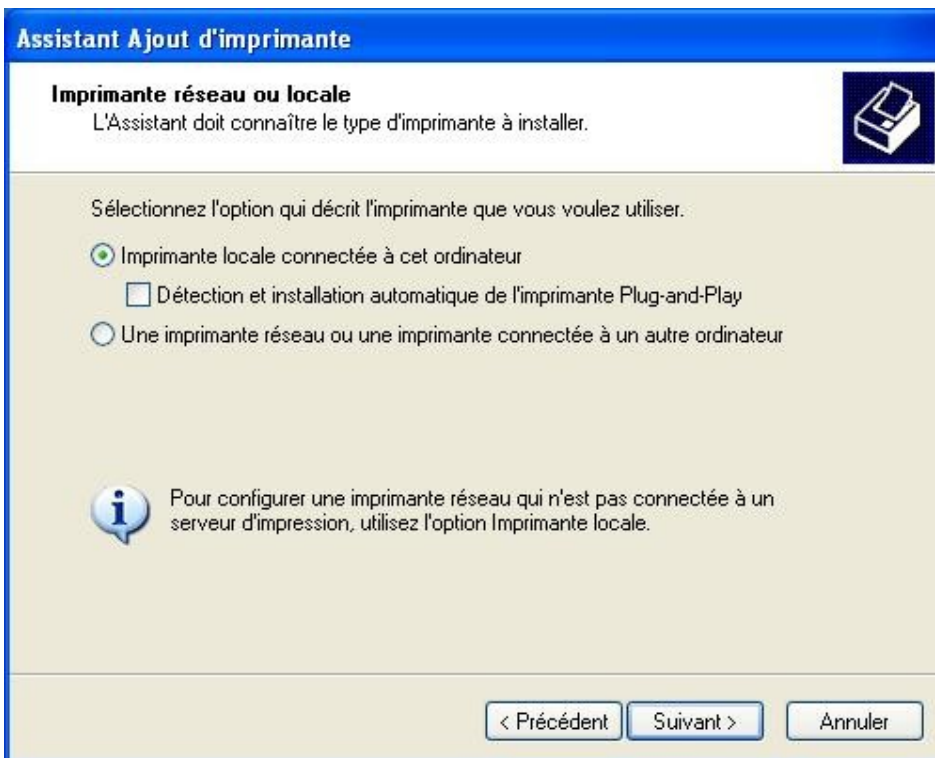 Assistant Ajout d'imprimante
Imprimante réseau ou locale
L'Assistant doit connaître le type d'imprimante à installer.
Sélectionnez l'option qui décrit l'imprimante que vous voulez utiliser.
Imprimante locale connectée à cet ordinateur
Détection et installation automatique de l'imprimante Plug-and-Play
Une imprimante réseau ou une imprimante connectée à un autre ordinateur
Pour configurer une imprimante réseau qui n'est pas connectée à un
serveur d'impression, utilisez l'option Imprimante locale.
< Précédent Suivant > Annuler